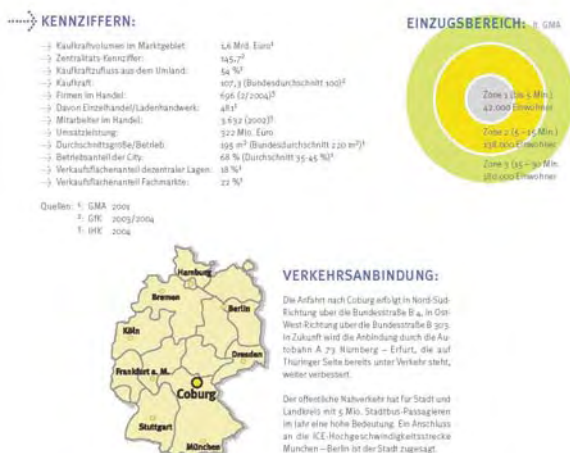 KENNZIFFERN:
Kaufkraftvolumen im Marktgebiet: 1,6 Mrd. Euro¹
Zentralitäts-Kennziffer: 145,7²
Kaufkraftzufluss aus dem Umland: 54 %¹
Kaufkraft: 107,3 (Bundesdurchschnitt 100)²
Firmen im Handel: 696 (2/2004)³
Davon Einzelhandel/Ladenhandwerk: 481¹
Mitarbeiter im Handel: 3.632 (2002)³
Umsatzleistung: 322 Mio. Euro
Durchschnittsgröße/Betrieb: 195 m² (Bundesdurchschnitt 220 m²)¹
Betriebsanteil der City: 68 % (Durchschnitt 35-45 %)¹
Verkaufsflächenanteil dezentraler Lagen: 18 %¹
Verkaufsflächenanteil Fachmärkte: 22 %¹
Quellen: ¹: GMA 2001
²: GfK 2003/2004
³: IHK 2004
EINZUGSBEREICH: lt. GMA
Zone 1 (bis 5 Min.)
42.000 Einwohner
Zone 2 (5 – 15 Min.)
Einwohner
Zone 3 (15 – 30 Min.
Einwohner
Hamburg
Bremen
Berlin
Köln
Dresden
Frankfurt a. M.
Coburg
Stuttgart
München
VERKEHRSANBINDUNG:
Die Anfahrt nach Coburg erfolgt in Nord-Süd-
Richtung über die Bundesstraße B 4, in Ost-
West-Richtung über die Bundesstraße B 303.
In Zukunft wird die Anbindung durch die Au-
tobahn A 73 Nürnberg – Erfurt, die auf
Thüringer Seite bereits unter Verkehr steht,
weiter verbessert.
Der öffentliche Nahverkehr hat für Stadt und
Landkreis mit 5 Mio. Stadtbus-Passagieren
im Jahr eine hohe Bedeutung. Ein Anschluss
an die ICE-Hochgeschwindigkeitsstrecke
München – Berlin ist der Stadt zugesagt.